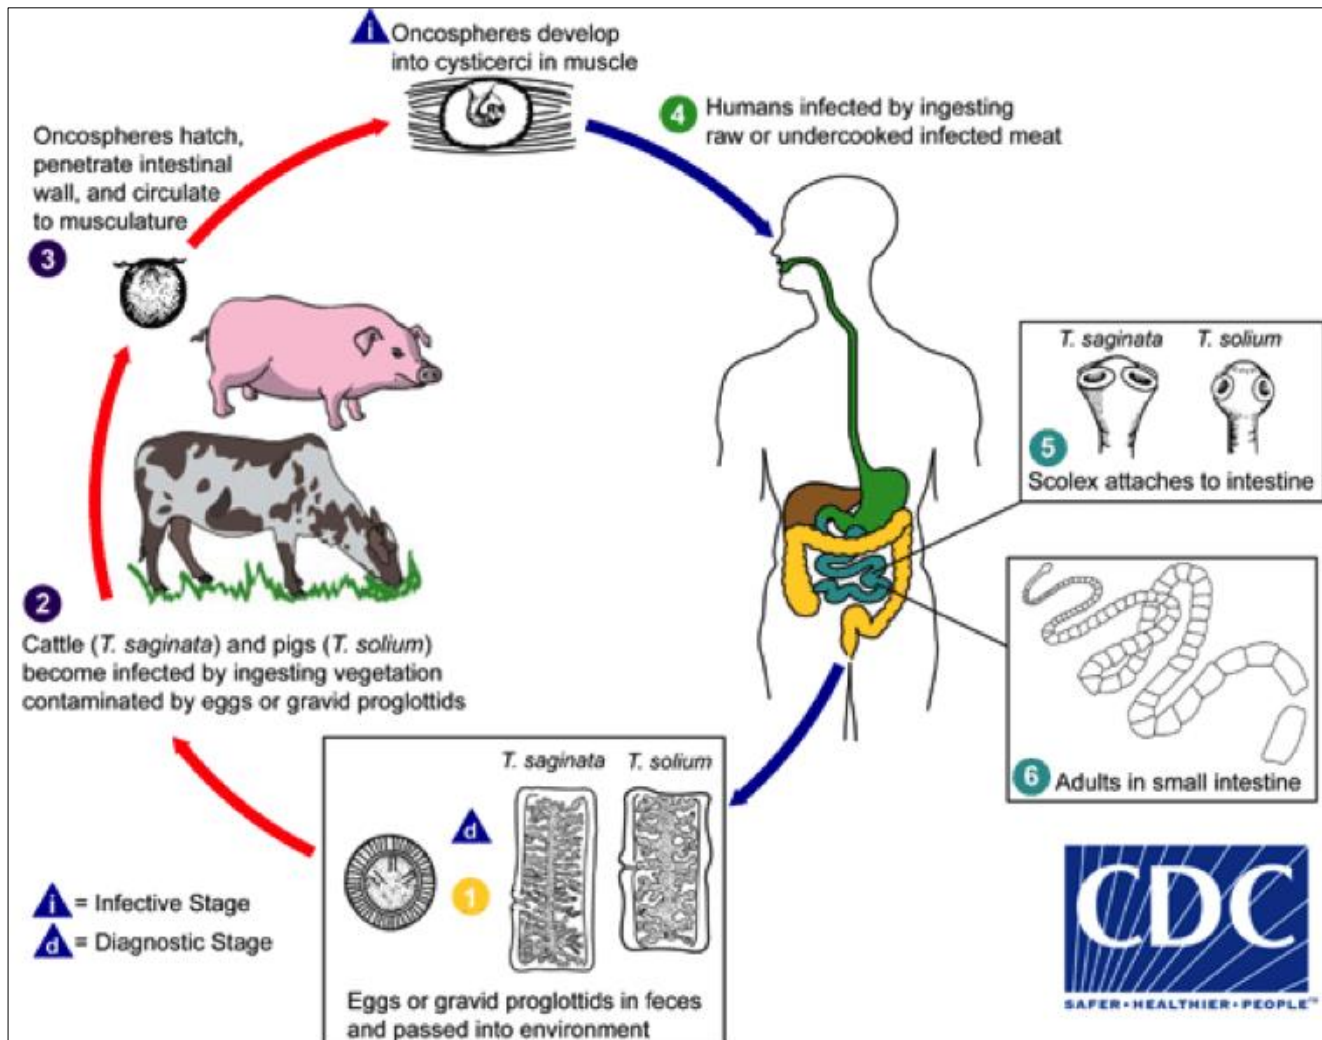 i
Oncospheres develop
into cysticerci in muscle
4
Humans infected by ingesting
raw or undercooked infected meat
Oncospheres hatch,
penetrate intestinal
wall, and circulate
to musculature
3
T. saginata T. solium
5
Scolex attaches to intestine
2
Cattle (T. saginata) and pigs (T. solium)
become infected by ingesting vegetation
contaminated by eggs or gravid proglottids
6 Adults in small intestine
T. saginata T. solium
d
1
Eggs or gravid proglottids in feces
and passed into environment
i = Infective Stage
d = Diagnostic Stage
CDC
SAFER•HEALTHIER•PEOPLE™